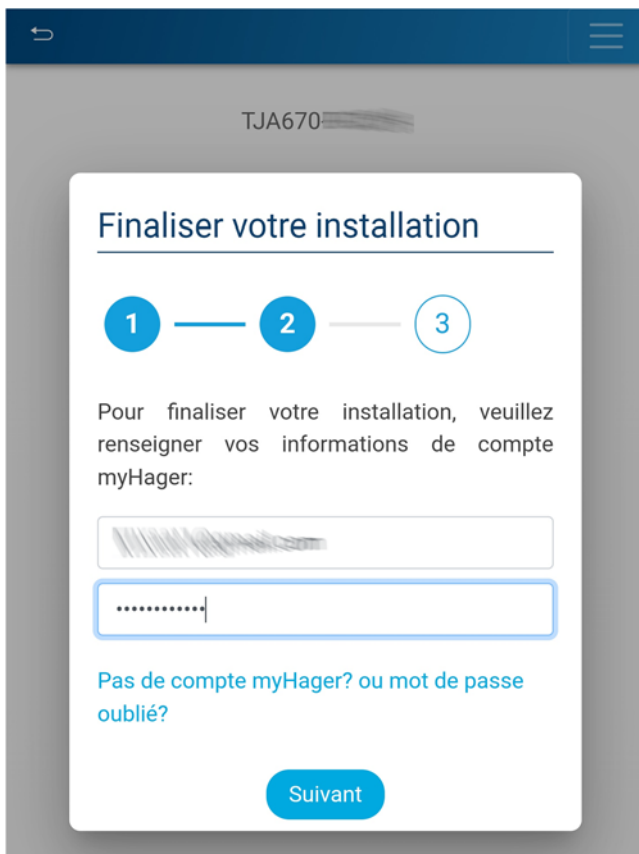 TJA670-
Finaliser votre installation
1 2 3
Pour finaliser votre installation, veuillez
renseigner vos informations de compte
myHager:
••••••••••••
Pas de compte myHager? ou mot de passe
oublié?
Suivant